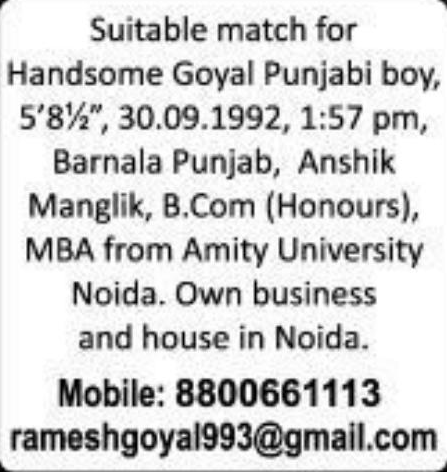 Suitable match for
Handsome Goyal Punjabi boy,
5'8½", 30.09.1992, 1:57 pm,
Barnala Punjab, Anshik
Manglik, B.Com (Honours),
MBA from Amity University
Noida. Own business
and house in Noida.
Mobile: 8800661113
rameshgoyal993@gmail.com